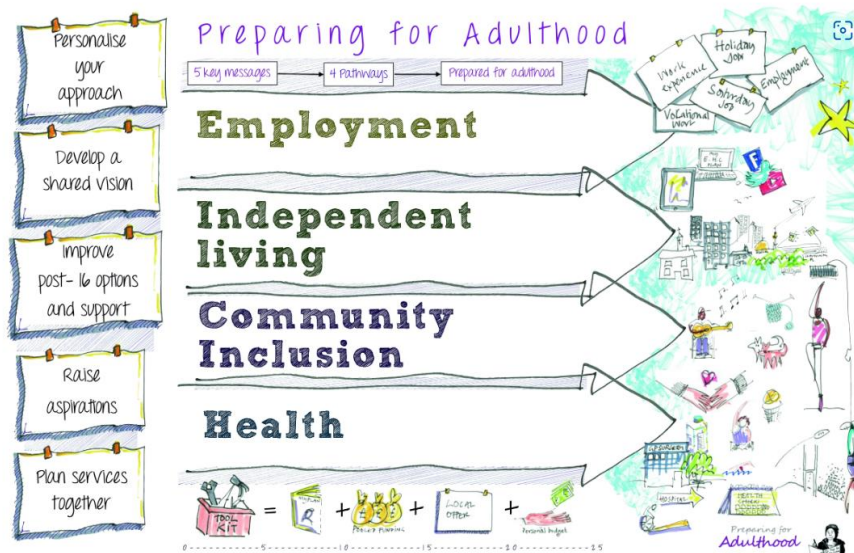 Preparing for Adulthood
5 key messages
4 Pathways
Prepared for adulthood
Personalise
your
approach
Develop a
shared vision
Improve
post-16 options
and support
Raise
aspirations
Plan services
together
Employment
Independent
living
Community
Inclusion
Health
Work
experience
Holiday
Job
Saturday
Job
Employment
Vocational
Work
E.H.C
PLAN
TOOL
KIT
=
+
+
LOCAL
OFFER
+
Personal budget
HOSPITAL
HEALTH
0
5
10
15
20
25
Preparing for
Adulthood